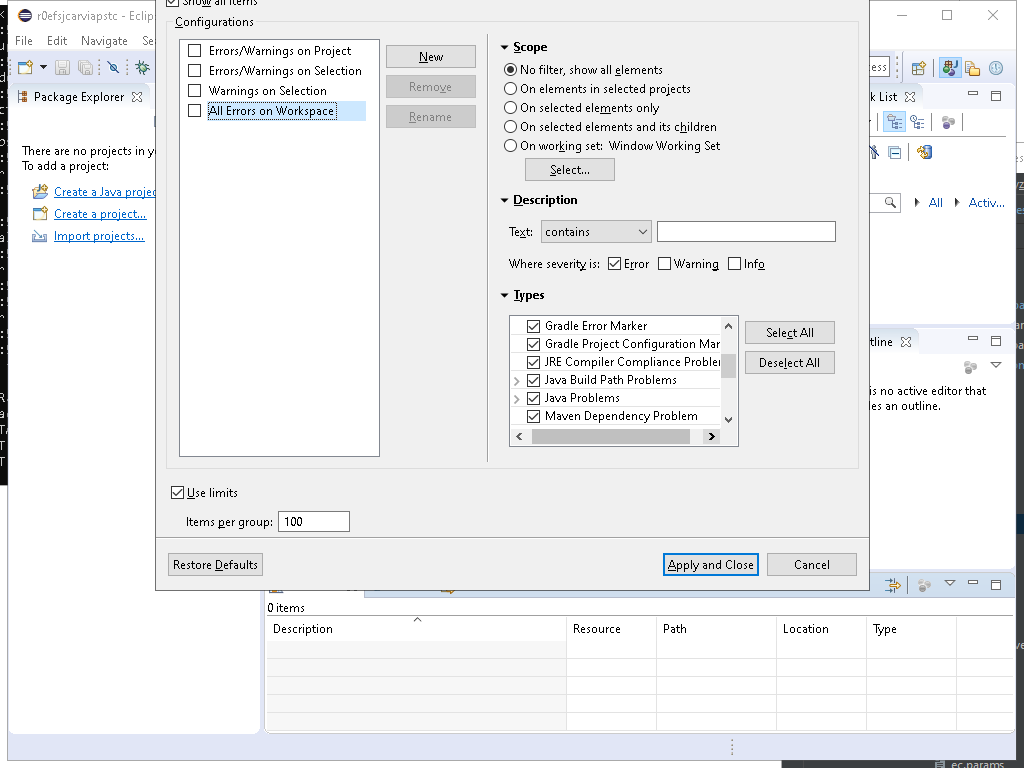 Show all items
r0efsjcarviapstc - Eclip
File Edit Navigate Se
Configurations
Errors/Warnings on Project
Errors/Warnings on Selection
Warnings on Selection
All Errors on Workspace
New
Remove
Rename
Scope
No filter, show all elements
On elements in selected projects
On selected elements only
On selected elements and its children
On working set: Window Working Set
Select...
Description
Text: contains
Where severity is: Error Warning Info
Types
Gradle Error Marker
Gradle Project Configuration Mar
JRE Compiler Compliance Probler
Java Build Path Problems
Java Problems
Maven Dependency Problem
Select All
Deselect All
Use limits
Items per group: 100
Restore Defaults
Apply and Close
Cancel
Package Explorer
There are no projects in y
To add a project:
Create a Java projec
Create a project...
Import projects...
ess
k List
All Activ...
tline
is no active editor that
les an outline.
0 items
Description Resource Path Location Type
ec.params